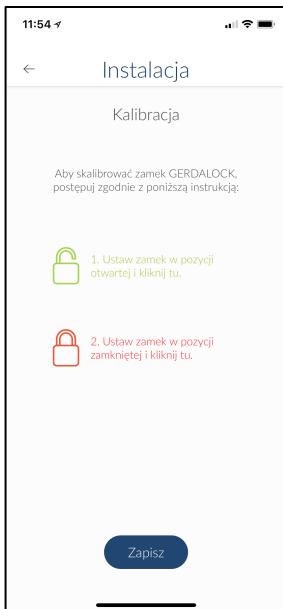 11:54
Instalacja
Kalibracja
Aby skalibrować zamek GERDALOCK,
postępuj zgodnie z poniższą instrukcją:
1. Ustaw zamek w pozycji
otwartej i kliknij tu.
2. Ustaw zamek w pozycji
zamkniętej i kliknij tu.
Zapisz